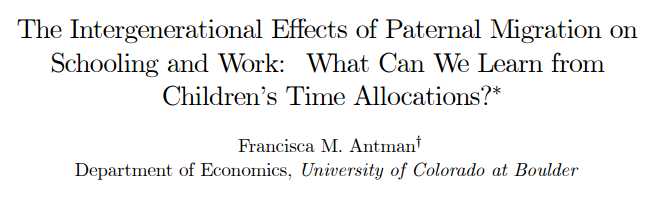 The Intergenerational Effects of Paternal Migration on
Schooling and Work: What Can We Learn from
Children's Time Allocations?*
Francisca M. Antman†
Department of Economics, University of Colorado at Boulder